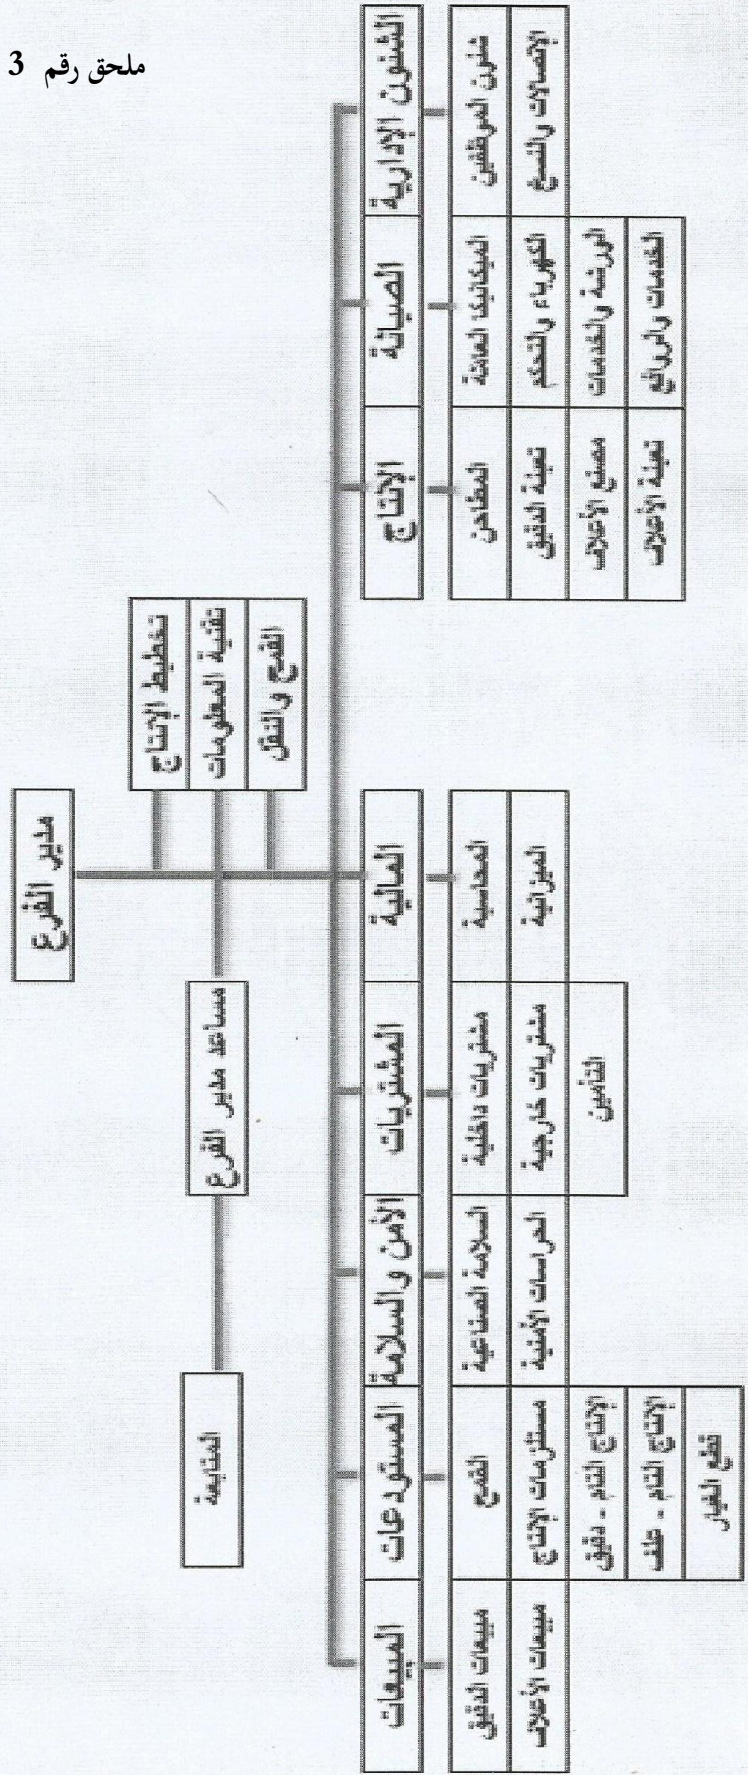 ملحق رقم 3
مدير الفرع
تخطيط الإنتاج
تقنية المعلومات
القمح والنقل
مساعد مدير الفرع
المتابعة
الشئون الإدارية
شئون الموظفين
الإتصالات والنسخ
الصيانة
الميكانيكا العامة
الكهرباء والتحكم
الورشة والخدمات
الخدمات والروافع
الإنتاج
المطاحن
تعبئة الدقيق
مصنع الأعلاف
تعبئة الأعلاف
المالية
المحاسبة
الميزانية
المشتريات
مشتريات داخلية
مشتريات خارجية
التأمين
الأمن والسلامة
السلامة الصناعية
الحراسات الأمنية
المستودعات
القمح
مستلزمات الإنتاج
الإنتاج التام - دقيق
الإنتاج التام - علف
قطع الغيار
المبيعات
مبيعات الدقيق
مبيعات الأعلاف